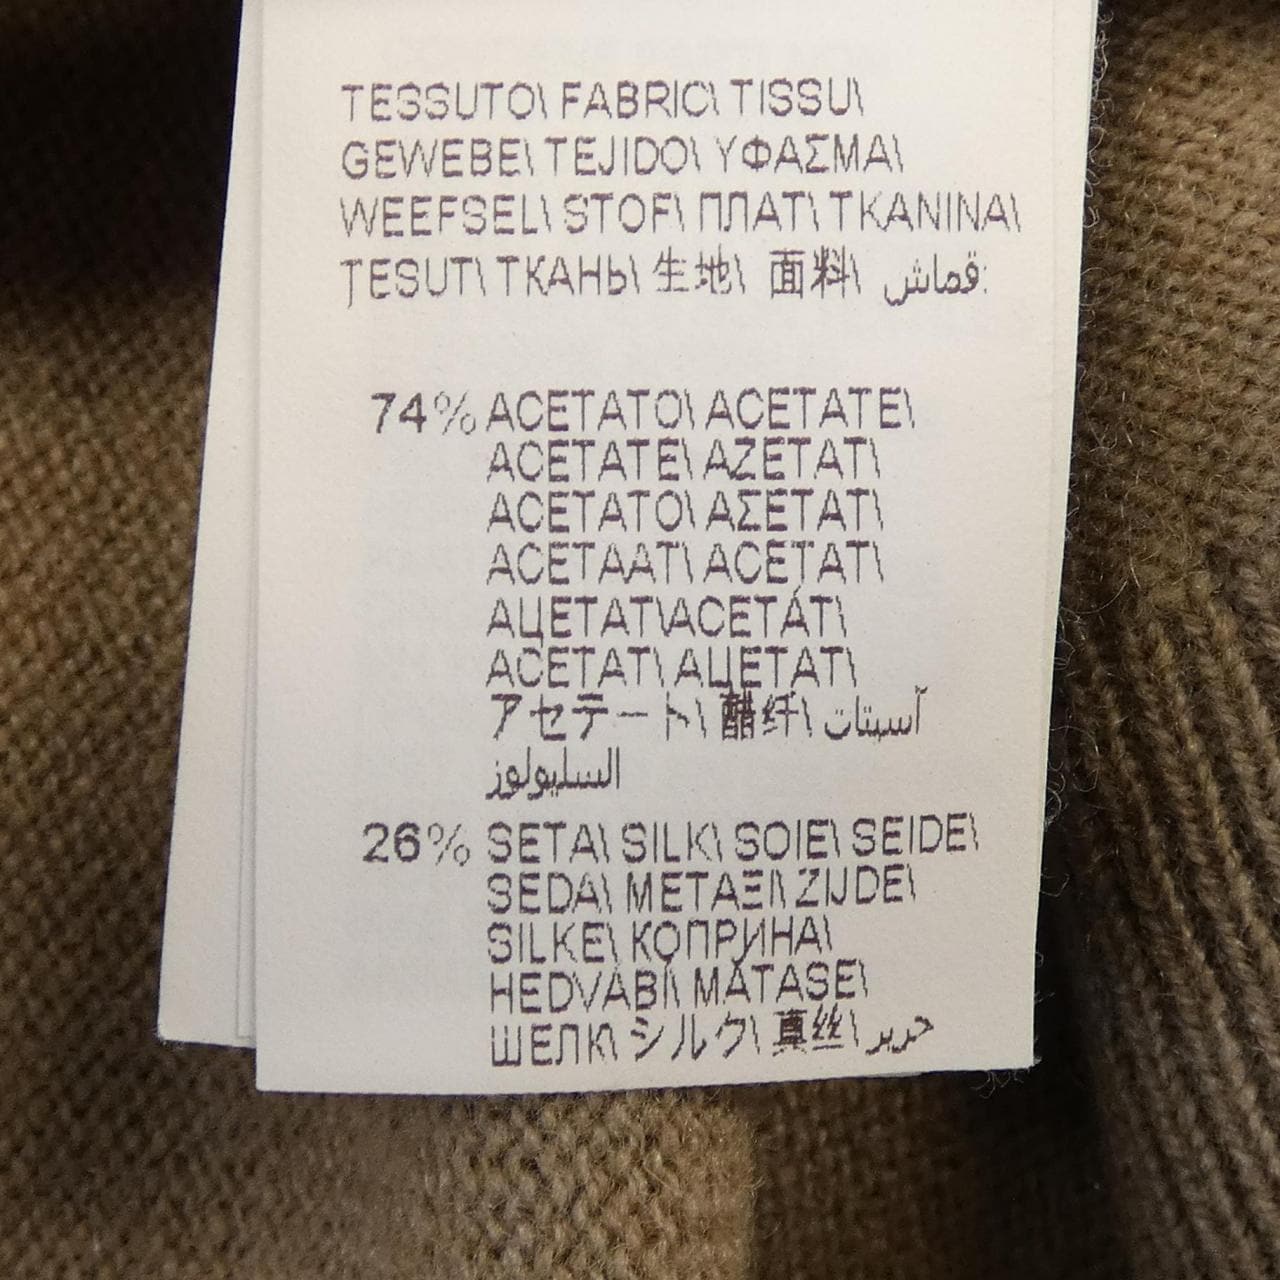 TESSUTO\ FABRIC\ TISSU\
GEWEBE\ TEJIDO\ ΥΦΑΣΜΑ\
WEEFSEL\ STOF\ ПЛАТ\ TKANINA\
ȚESUT\ ТКАНЬ\ 生地\ 面料\ قماش:
74% ACETATO\ ACETATE\
ACETATE\ AZETAT\
ACETATO\ ΑΣΕΤΑΤ\
ACETAAT\ ACETAT\
АЦЕТАТ\ACETÁT\
ACETAT\ АЦЕТАТ\
アセテート\ 醋纤\ آسيتات
السليولوز
26% SETA\ SILK\ SOIE\ SEIDE\
SEDA\ ΜΕΤΑΞΙ\ ZIJDE\
SILKE\ КОПРИНА\
HEDVÁBÍ\ MĂTASE\
ШЕЛК\ シルク\ 真丝\ حرير